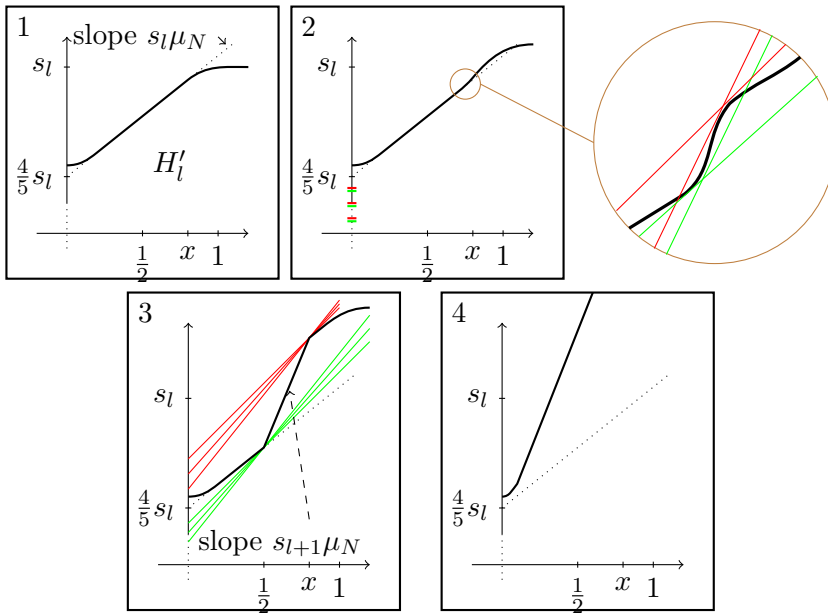 1
slope $s_l\mu_N$
$s_l$
$\frac{4}{5}s_l$
$H'_l$
$\frac{1}{2}$ $x$ 1
2
$s_l$
$\frac{4}{5}s_l$
$\frac{1}{2}$ $x$ 1
3
$s_l$
$\frac{4}{5}s_l$
slope $s_{l+1}\mu_N$
$\frac{1}{2}$ $x$ 1
4
$s_l$
$\frac{4}{5}s_l$
$\frac{1}{2}$ $x$ 1